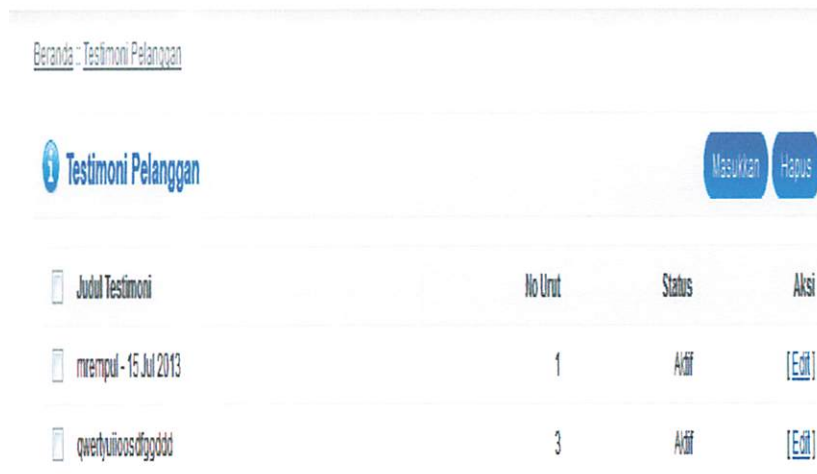 Beranda :: Testimoni Pelanggan
Testimoni Pelanggan
Masukkan Hapus
Judul Testimoni No Urut Status Aksi
mrempul - 15 Jul 2013 1 Aktif [ Edit ]
3 Aktif [ Edit ]